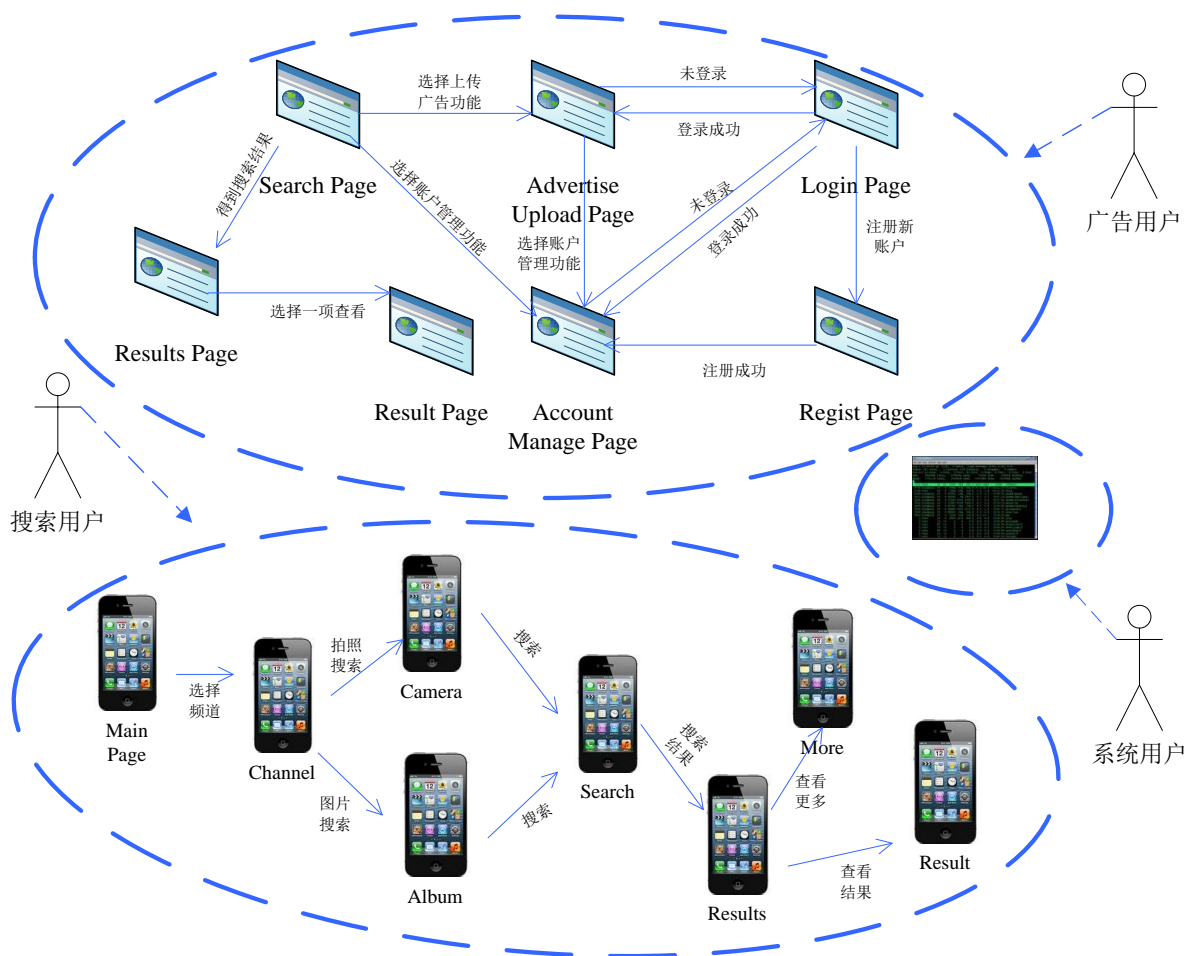 选择上传
广告功能
未登录
登录成功
得到搜索结果
Search Page
选择账户管理功能
Advertise
Upload Page
未登录
登录成功
Login Page
广告用户
选择账户
管理功能
注册新
账户
选择一项查看
Results Page
注册成功
Result Page
Account
Manage Page
Regist Page
搜索用户
拍照
搜索
搜索
选择
频道
Camera
Main
Page
Channel
搜索
结果
More
系统用户
图片
搜索
搜索
Search
查看
更多
查看
结果
Result
Album
Results